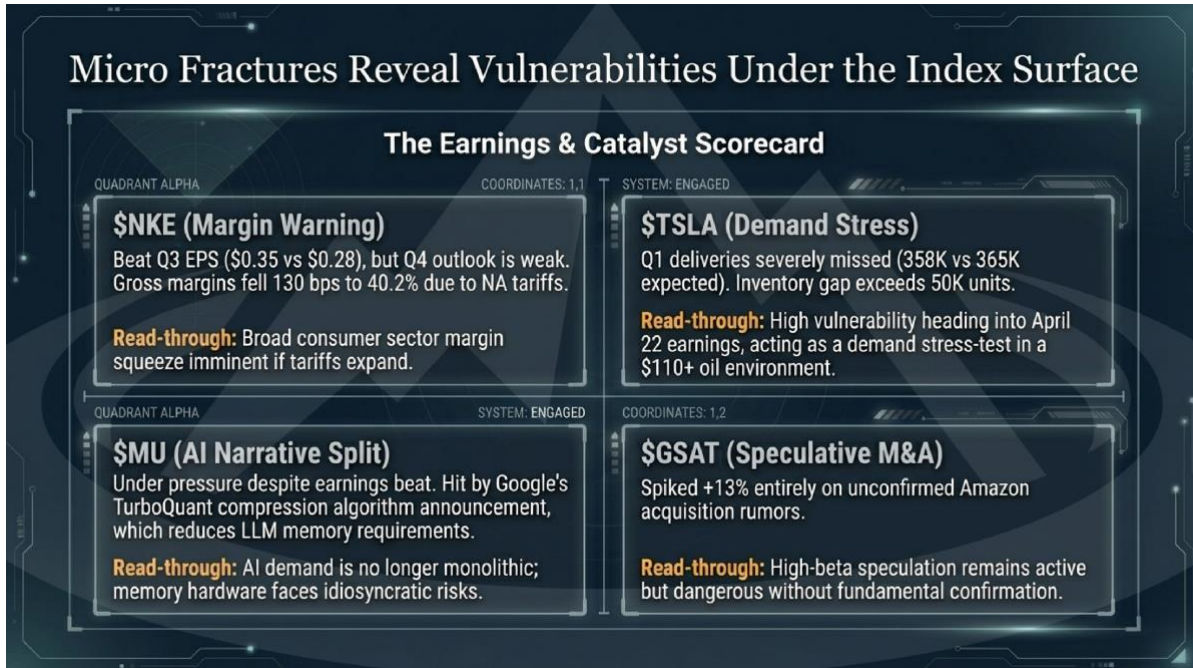 Micro Fractures Reveal Vulnerabilities Under the Index Surface
The Earnings & Catalyst Scorecard
QUADRANT ALPHA
COORDINATES: 1,1
$NKE (Margin Warning)
Beat Q3 EPS ($0.35 vs $0.28), but Q4 outlook is weak.
Gross margins fell 130 bps to 40.2% due to NA tariffs.
Read-through: Broad consumer sector margin
squeeze imminent if tariffs expand.
SYSTEM: ENGAGED
$TSLA (Demand Stress)
Q1 deliveries severely missed (358K vs 365K
expected). Inventory gap exceeds 50K units.
Read-through: High vulnerability heading into April
22 earnings, acting as a demand stress-test in a
$110+ oil environment.
QUADRANT ALPHA
SYSTEM: ENGAGED
$MU (AI Narrative Split)
Under pressure despite earnings beat. Hit by Google's
TurboQuant compression algorithm announcement,
which reduces LLM memory requirements.
Read-through: AI demand is no longer monolithic;
memory hardware faces idiosyncratic risks.
COORDINATES: 1,2
$GSAT (Speculative M&A)
Spiked +13% entirely on unconfirmed Amazon
acquisition rumors.
Read-through: High-beta speculation remains active
but dangerous without fundamental confirmation.